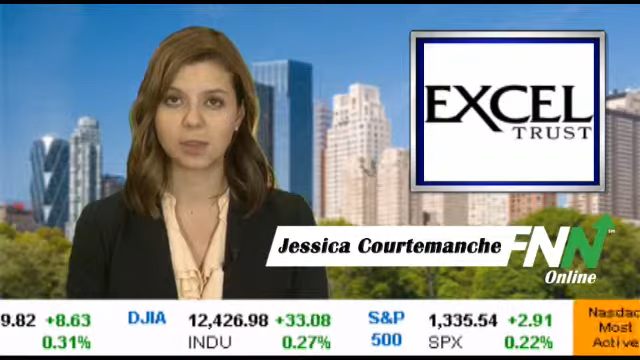 EXCEL
TRUST
Jessica Courtemanche
FNN
Online
9.82 +8.63
0.31%
DJIA
12,426.98 +33.08
INDU 0.27%
S&P
500
1,335.54 +2.91
SPX 0.22%
Nasdaq
Most
Active